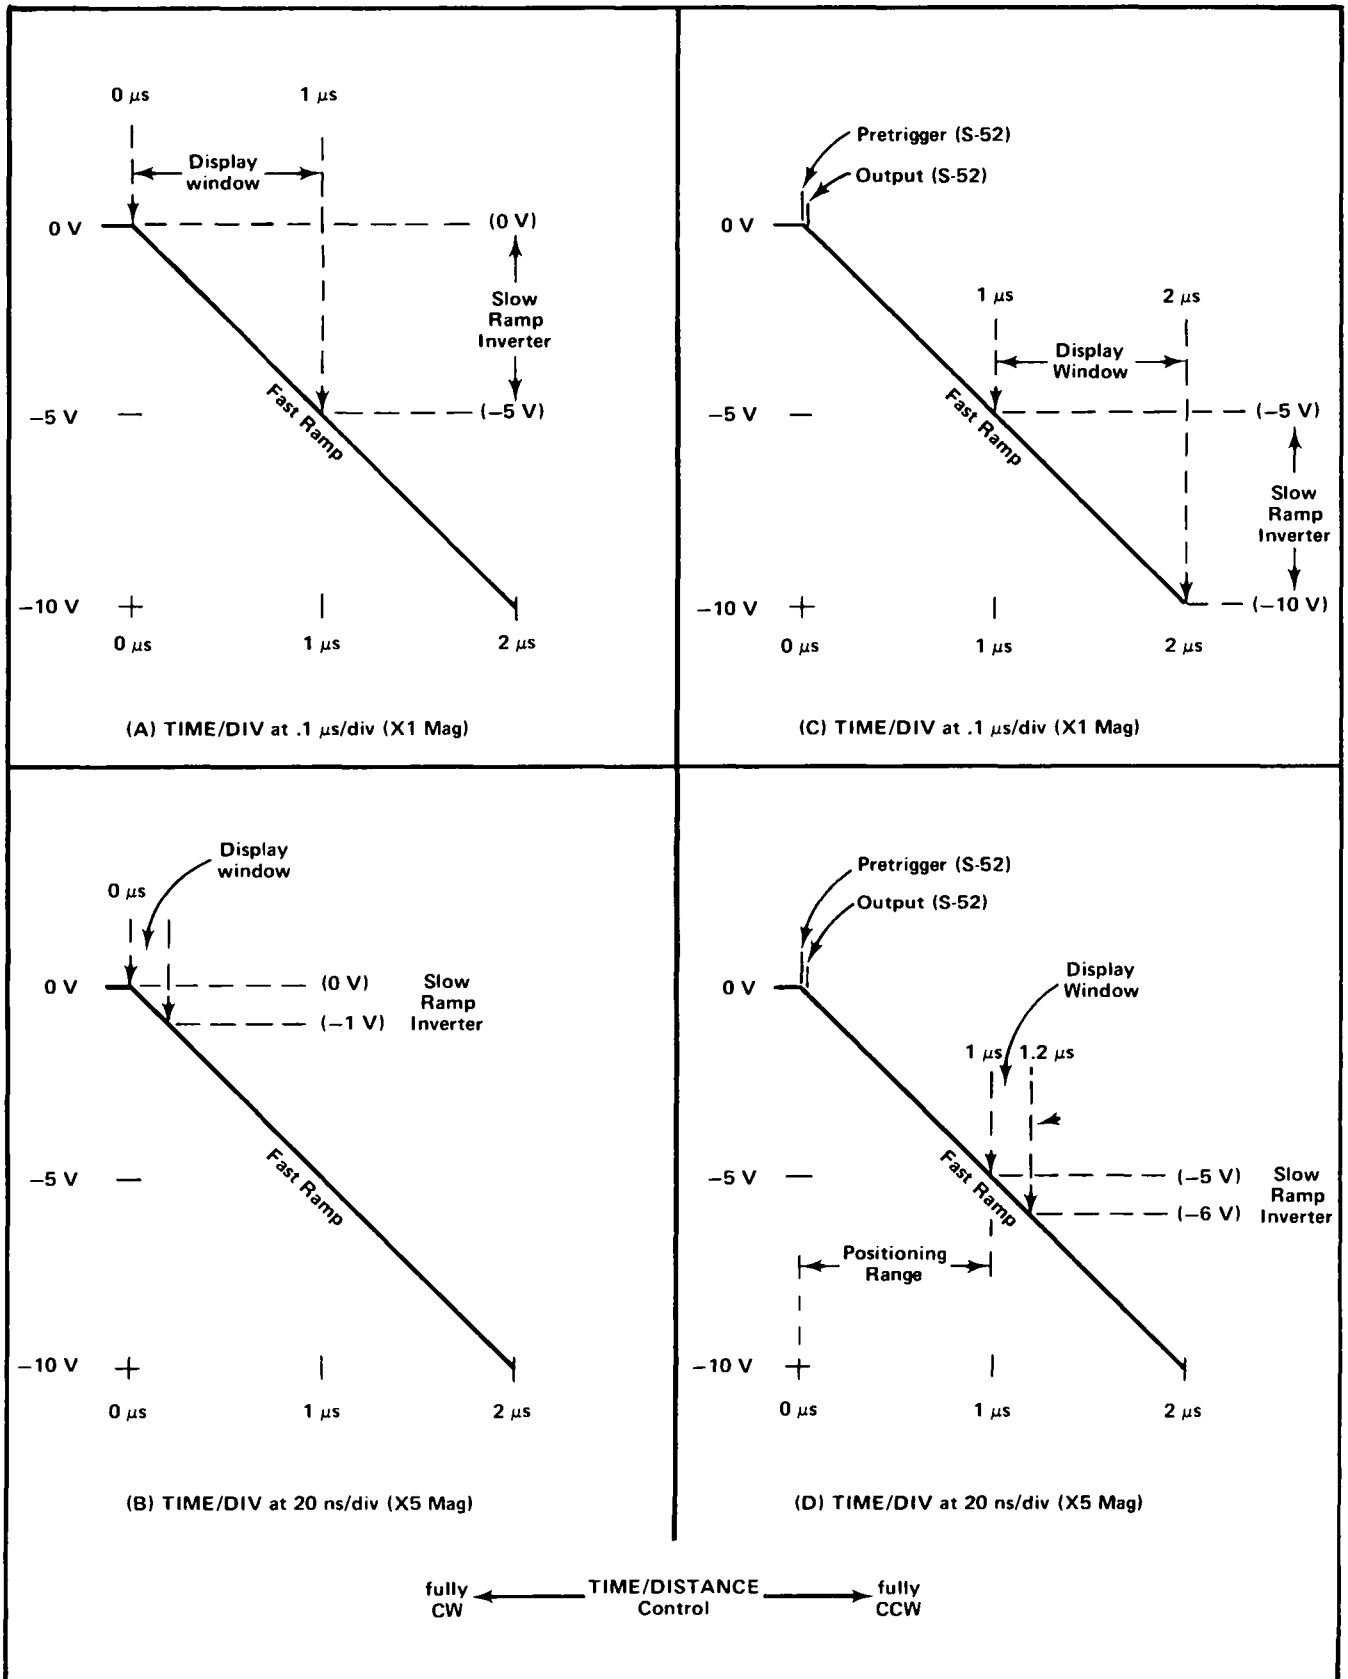 0 μs 1 μs
Display
window
0 V (0 V)
Slow
Ramp
Inverter
Fast Ramp
−5 V (−5 V)
−10 V
0 μs 1 μs 2 μs
(A) TIME/DIV at .1 μs/div (X1 Mag)
Pretrigger (S-52)
Output (S-52)
0 V
1 μs 2 μs
Display
Window
Fast Ramp
−5 V (−5 V)
Slow
Ramp
Inverter
−10 V (−10 V)
0 μs 1 μs 2 μs
(C) TIME/DIV at .1 μs/div (X1 Mag)
Display
window
0 μs
0 V (0 V)
(−1 V)
Slow
Ramp
Inverter
Fast Ramp
−5 V
−10 V
0 μs 1 μs 2 μs
(B) TIME/DIV at 20 ns/div (X5 Mag)
Pretrigger (S-52)
Output (S-52)
0 V
Display
Window
1 μs 1.2 μs
Fast Ramp
−5 V (−5 V)
(−6 V)
Slow
Ramp
Inverter
Positioning
Range
−10 V
0 μs 1 μs 2 μs
(D) TIME/DIV at 20 ns/div (X5 Mag)
fully
CW
TIME/DISTANCE
Control
fully
CCW